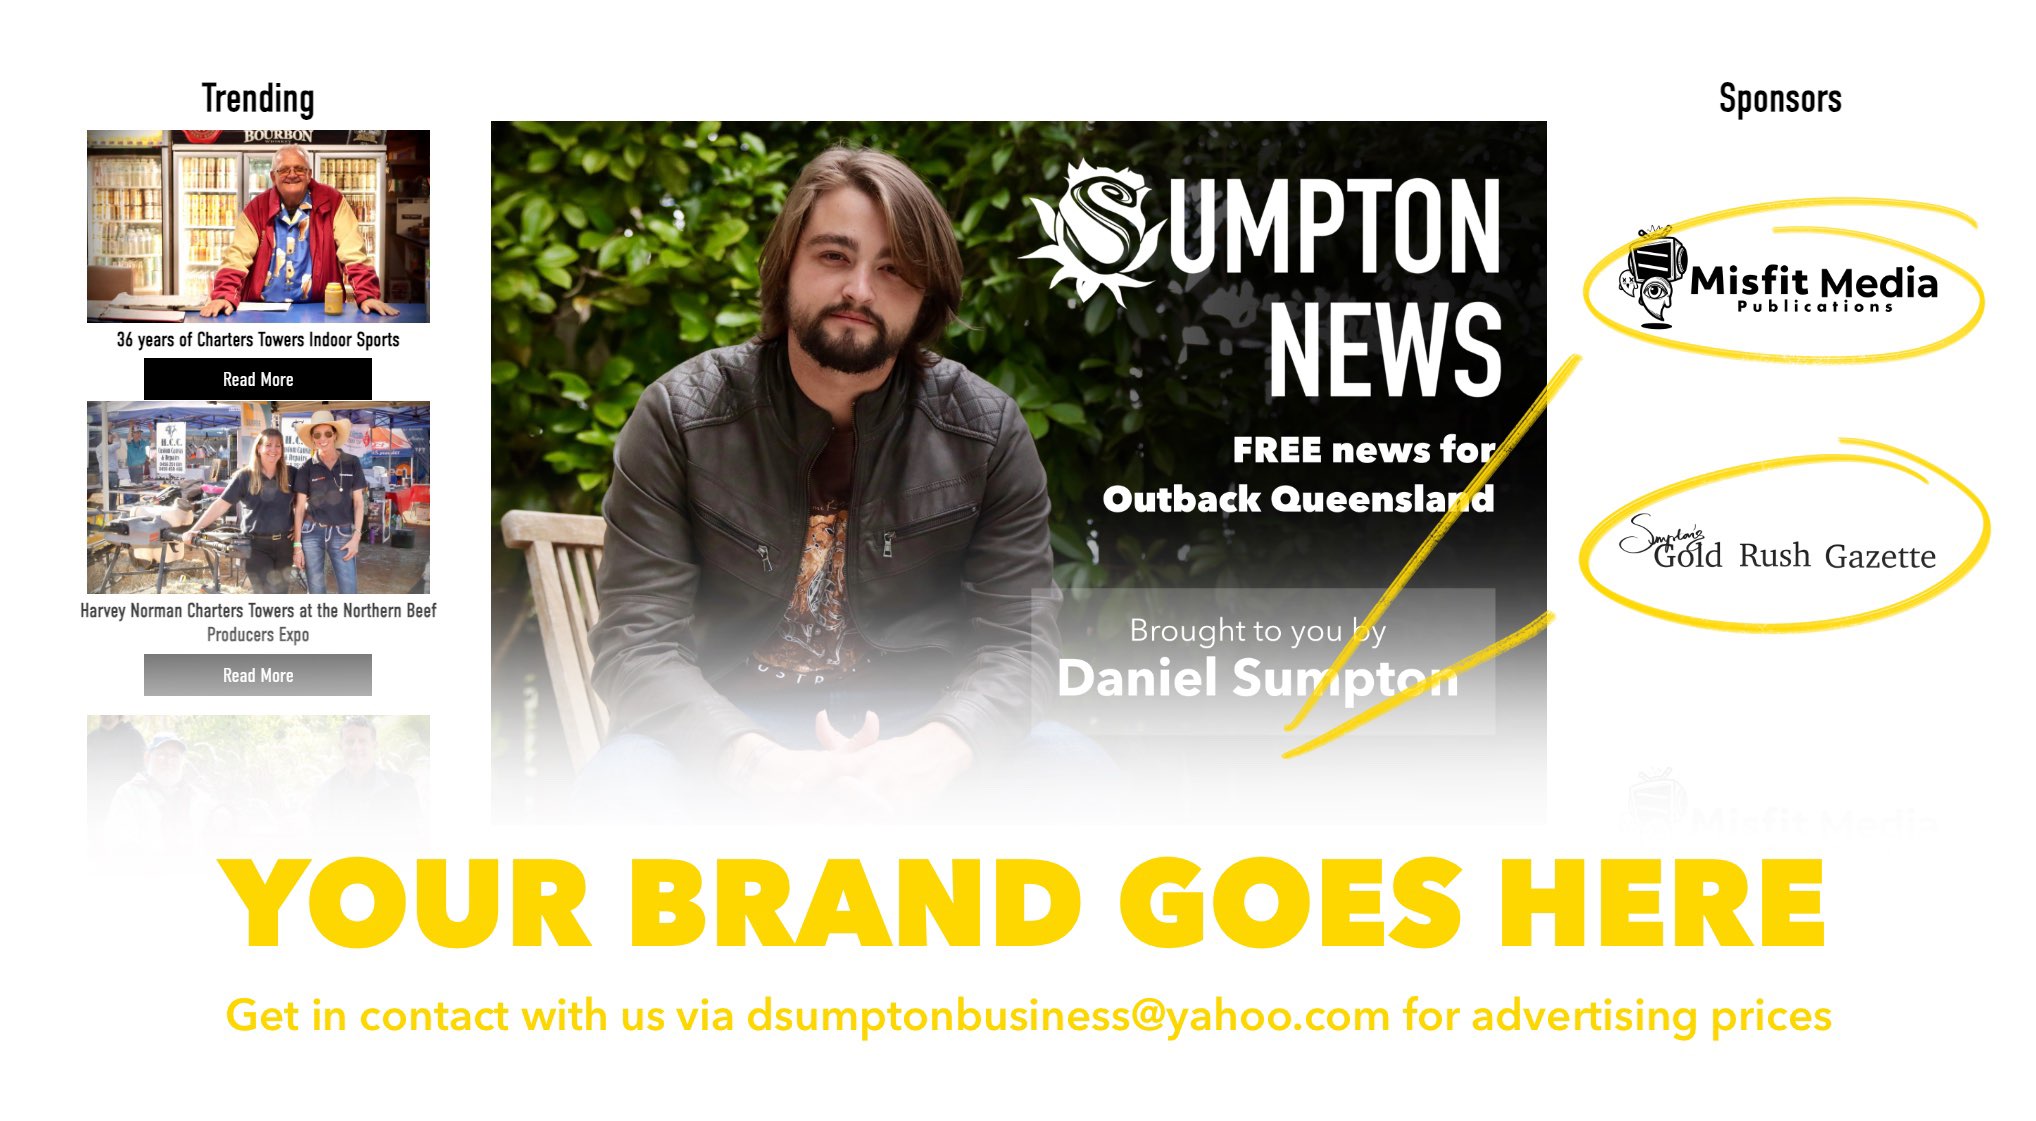 Trending
BOURBON
36 years of Charters Towers Indoor Sports
Read More
H.C.C.
Harvey Norman Charters Towers at the Northern Beef
Producers Expo
Read More
SUMPTON
NEWS
FREE news for
Outback Queensland
Brought to you by
Daniel Sumpton
Sponsors
Misfit Media
Publications
Sumpton's
Gold Rush Gazette
Misfit Media
YOUR BRAND GOES HERE
Get in contact with us via dsumptonbusiness@yahoo.com for advertising prices